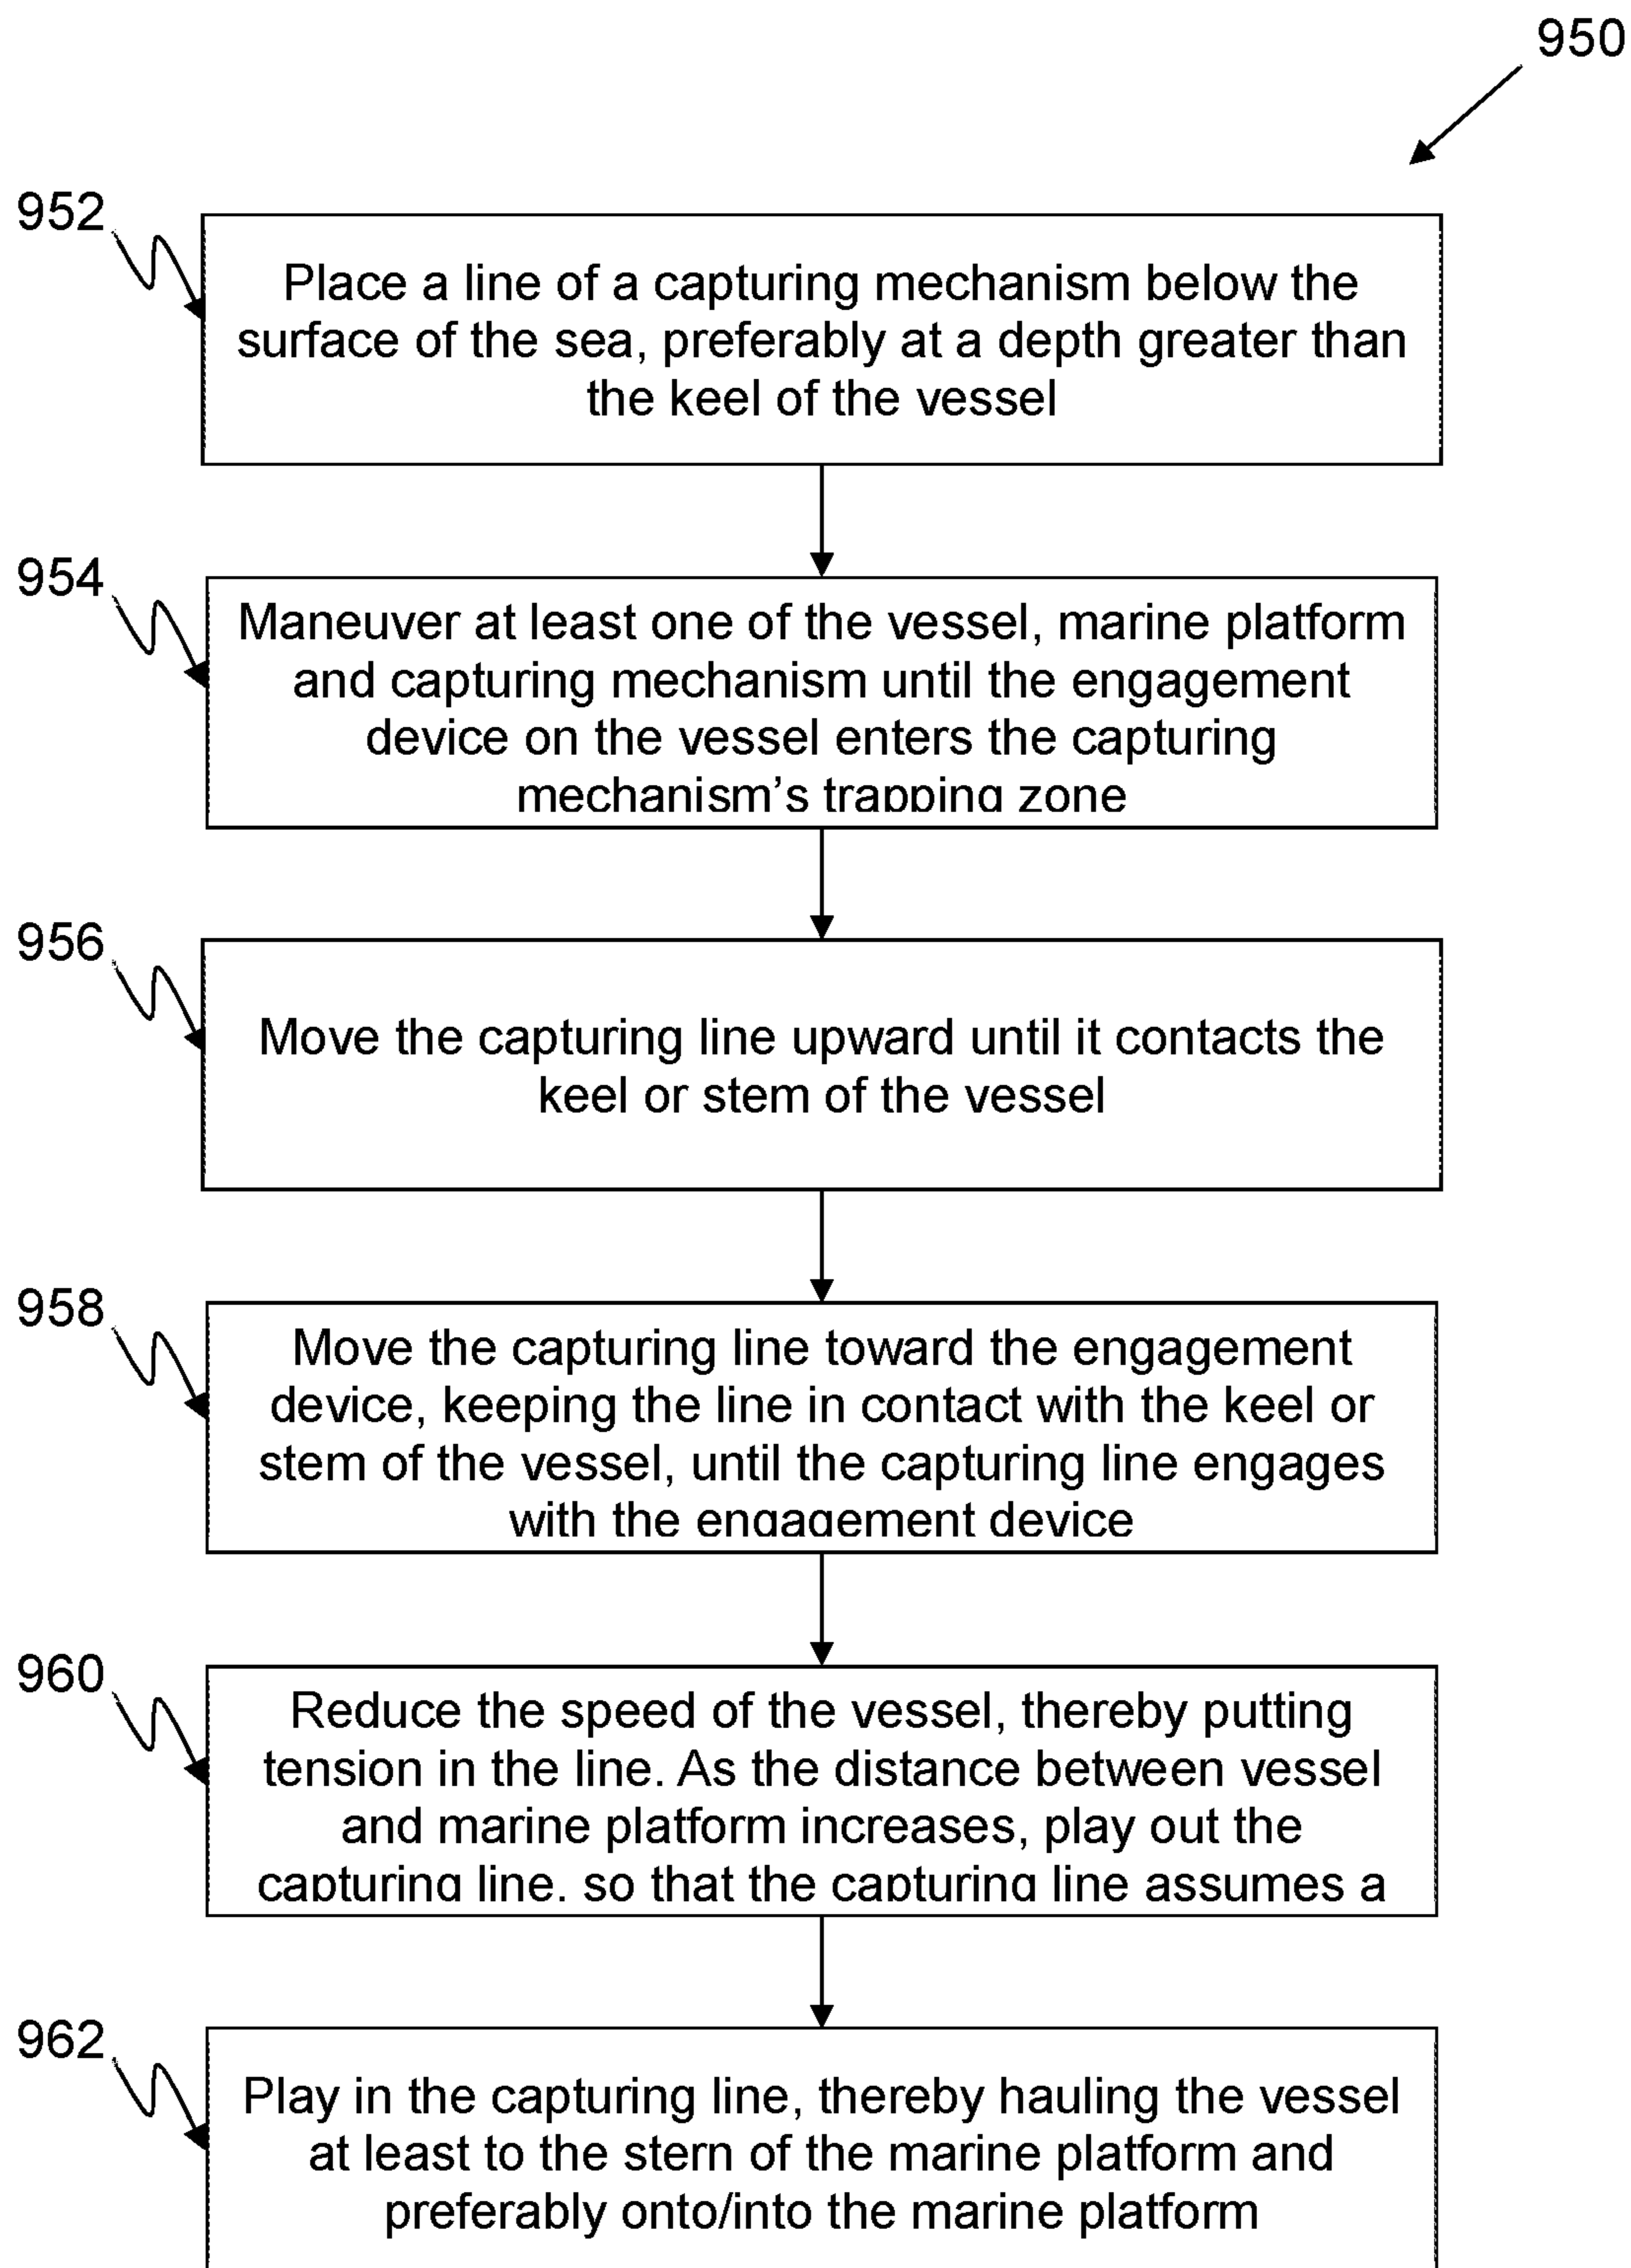 950
952
Place a line of a capturing mechanism below the
surface of the sea, preferably at a depth greater than
the keel of the vessel
954
Maneuver at least one of the vessel, marine platform
and capturing mechanism until the engagement
device on the vessel enters the capturing
mechanism's trapping zone
956
Move the capturing line upward until it contacts the
keel or stem of the vessel
958
Move the capturing line toward the engagement
device, keeping the line in contact with the keel or
stem of the vessel, until the capturing line engages
with the engagement device
960
Reduce the speed of the vessel, thereby putting
tension in the line. As the distance between vessel
and marine platform increases, play out the
capturing line, so that the capturing line assumes a
962
Play in the capturing line, thereby hauling the vessel
at least to the stern of the marine platform and
preferably onto/into the marine platform